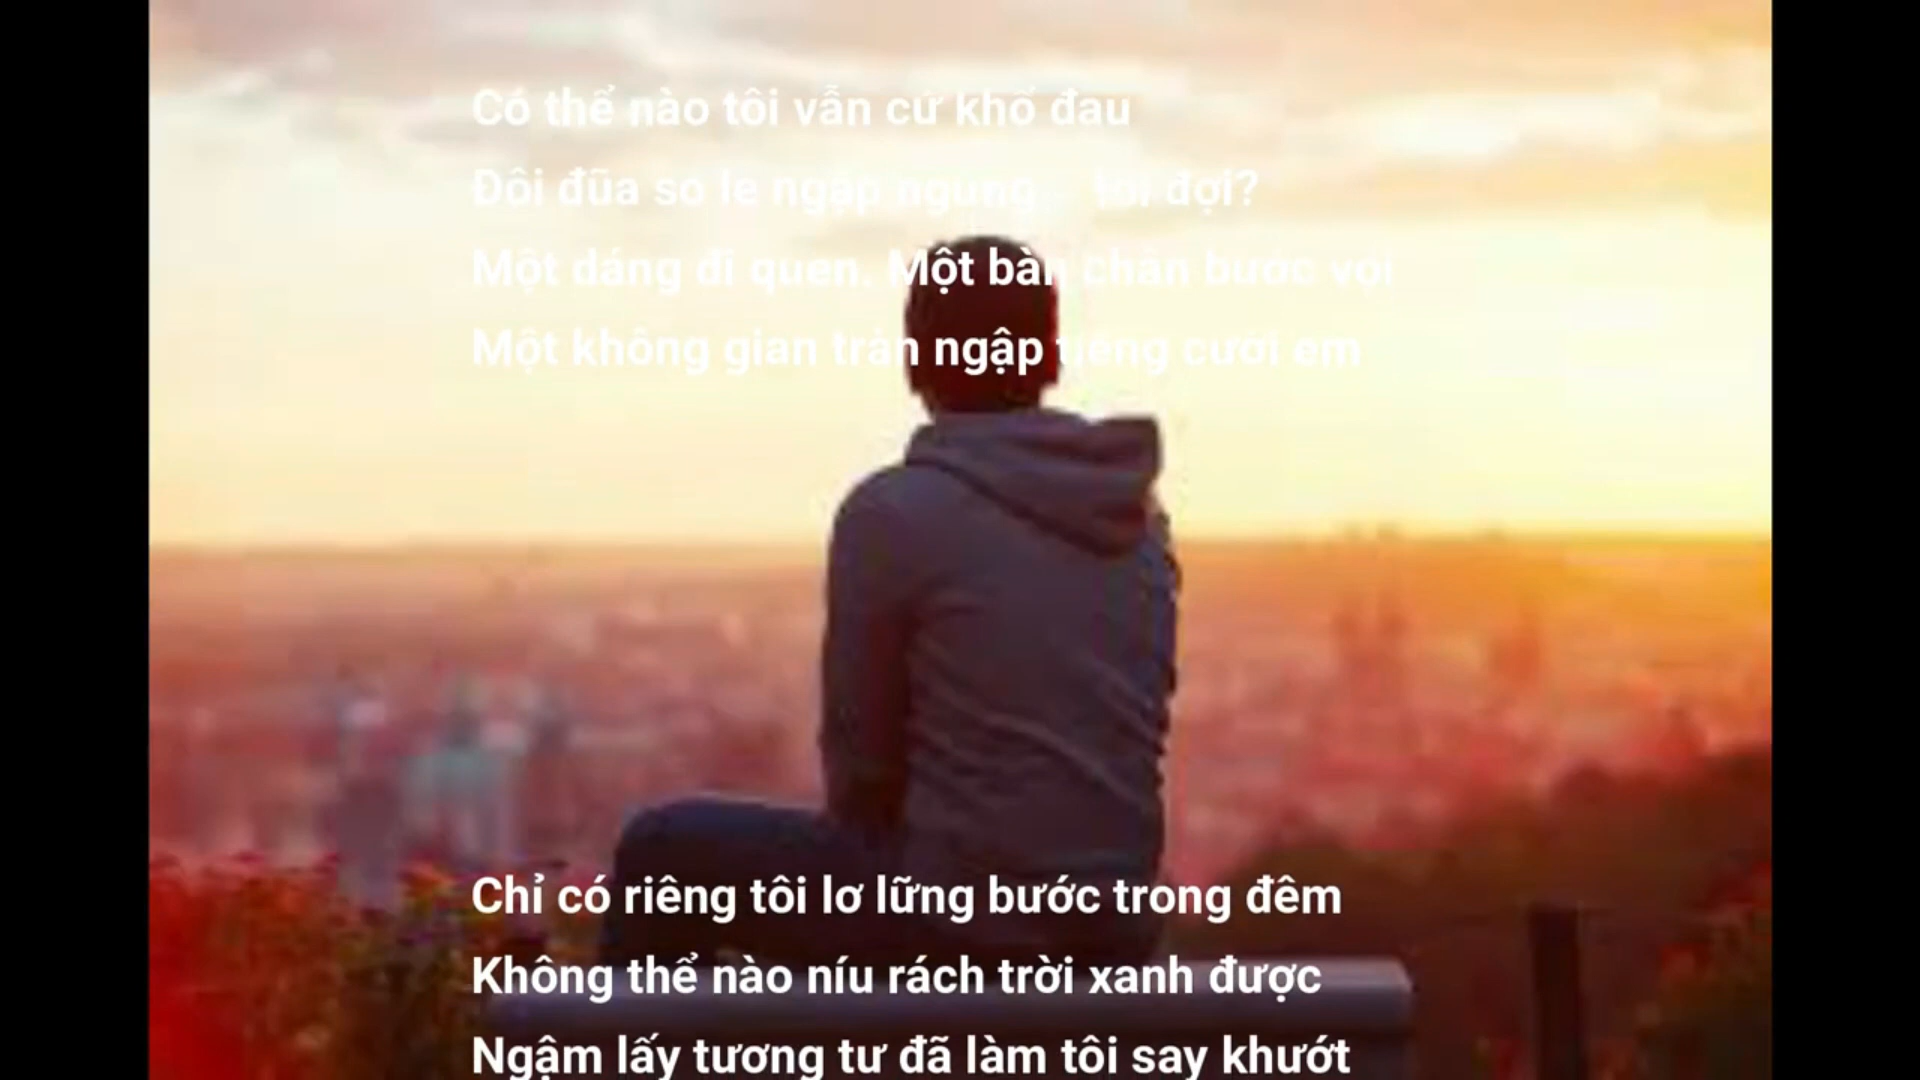 Có thể nào tôi vẫn cứ khổ đau
Đôi đũa so le ngập ngừng – tôi đợi?
Một dáng đi quen. Một bàn chân bước vội
Một không gian tràn ngập tiếng cười em
Chỉ có riêng tôi lơ lững bước trong đêm
Không thể nào níu rách trời xanh được
Ngậm lấy tương tư đã làm tôi say khướt